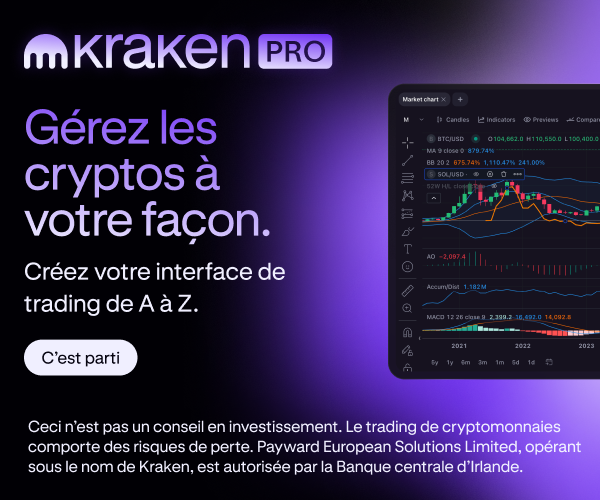 kraken PRO
Gérez les
cryptos à
votre façon.
Créez votre interface de
trading de A à Z.
C'est parti
Market chart × +
M Candles Indicators Previews Compare
BTC/USD O104,662.0 H110,550.0 L100,400.0
MA 9 close 0 879.74%
BB 20 2 675.74% 1,110.47% 241.00%
SOL/USD
52W H/L close
AO −2,097.4
Accum/Dist 1.182M
MACD 12 26 close 9 2,399.2 16,492.0 14,092.8
2021 2022 2023
5y 1y 6m 3m 1m 5d 1d
Ceci n'est pas un conseil en investissement. Le trading de cryptomonnaies
comporte des risques de perte. Payward European Solutions Limited, opérant
sous le nom de Kraken, est autorisée par la Banque centrale d'Irlande.